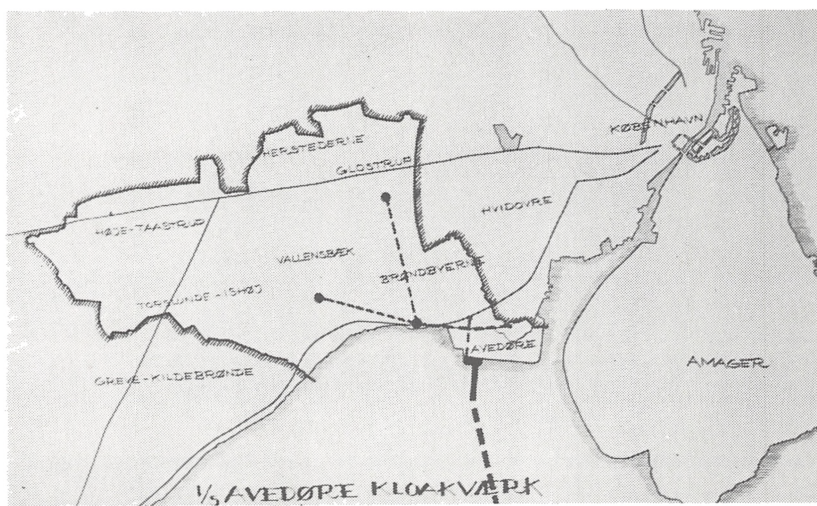 KØBENHAVN
HERSTEDERNE
GLOSTRUP
HVIDOVRE
HØJE-TAASTRUP
VALLENSBÆK
BRØNDBYERNE
TORSLUNDE-ISHØJ
AVEDØRE
AMAGER
GREVE-KILDEBRØNDE
I/S AVEDØRE KLOAKVÆRK